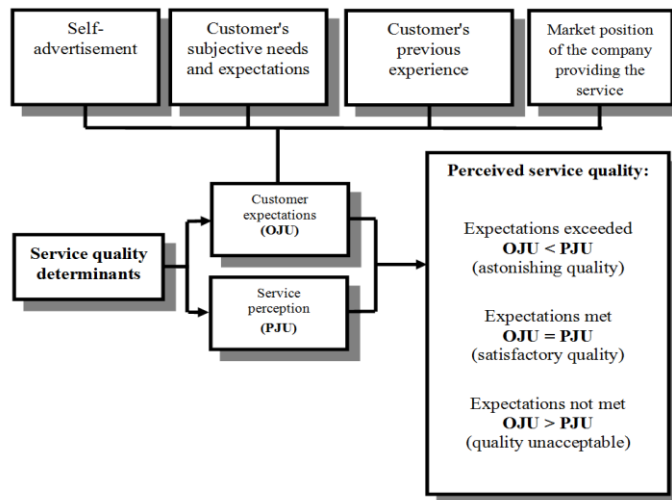 Self-
advertisement
Customer's
subjective needs
and expectations
Customer's
previous
experience
Market position
of the company
providing the
service
Customer
expectations
(OJU)
Service quality
determinants
Service
perception
(PJU)
Perceived service quality:
Expectations exceeded
OJU < PJU
(astonishing quality)
Expectations met
OJU = PJU
(satisfactory quality)
Expectations not met
OJU > PJU
(quality unacceptable)